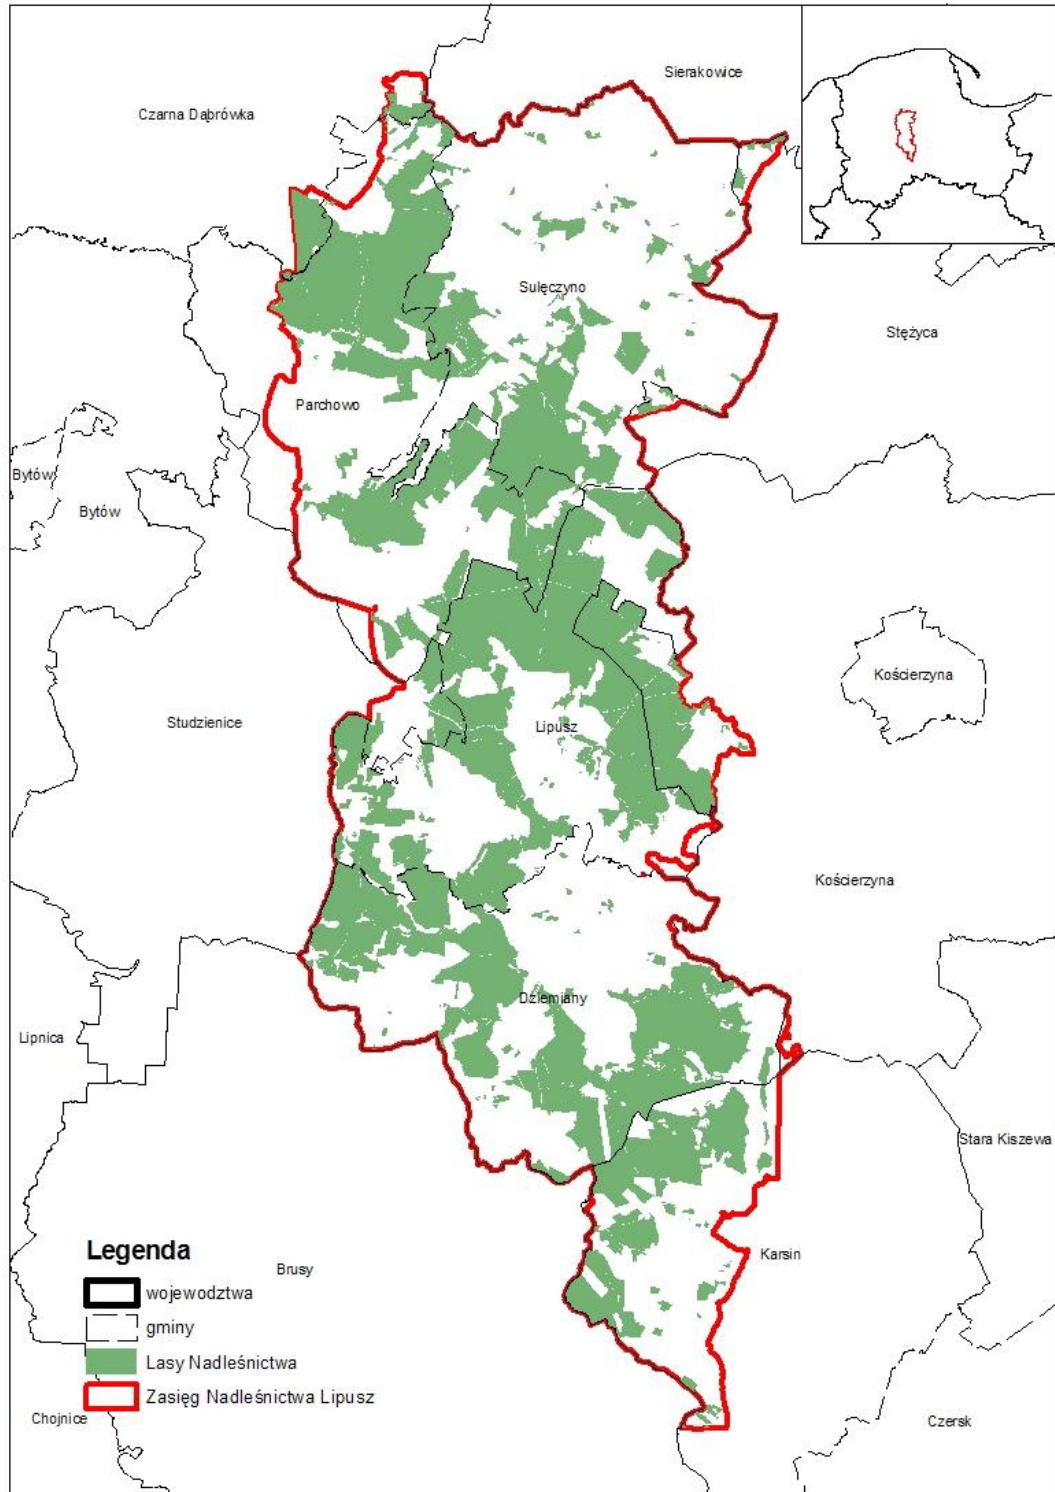 Sierakowice
Czarna Dąbrówka
Sulęczyno
Stężyca
Parchowo
Bytów
Bytów
Kościerzyna
Studzienice
Lipusz
Kościerzyna
Dziemiany
Lipnica
Stara Kiszewa
Karsin
Brusy
Legenda
wojewodztwa
gminy
Lasy Nadleśnictwa
Zasięg Nadleśnictwa Lipusz
Chojnice
Czersk